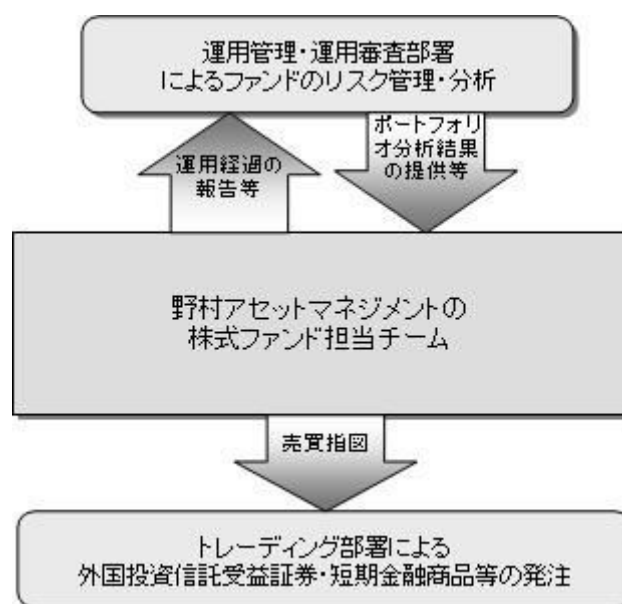 運用管理・運用審査部署
によるファンドのリスク管理・分析
運用経過の
報告等
ポートフォリ
オ分析結果
の提供等
野村アセットマネジメントの
株式ファンド担当チーム
売買指図
トレーディング部署による
外国投資信託受益証券・短期金融商品等の発注